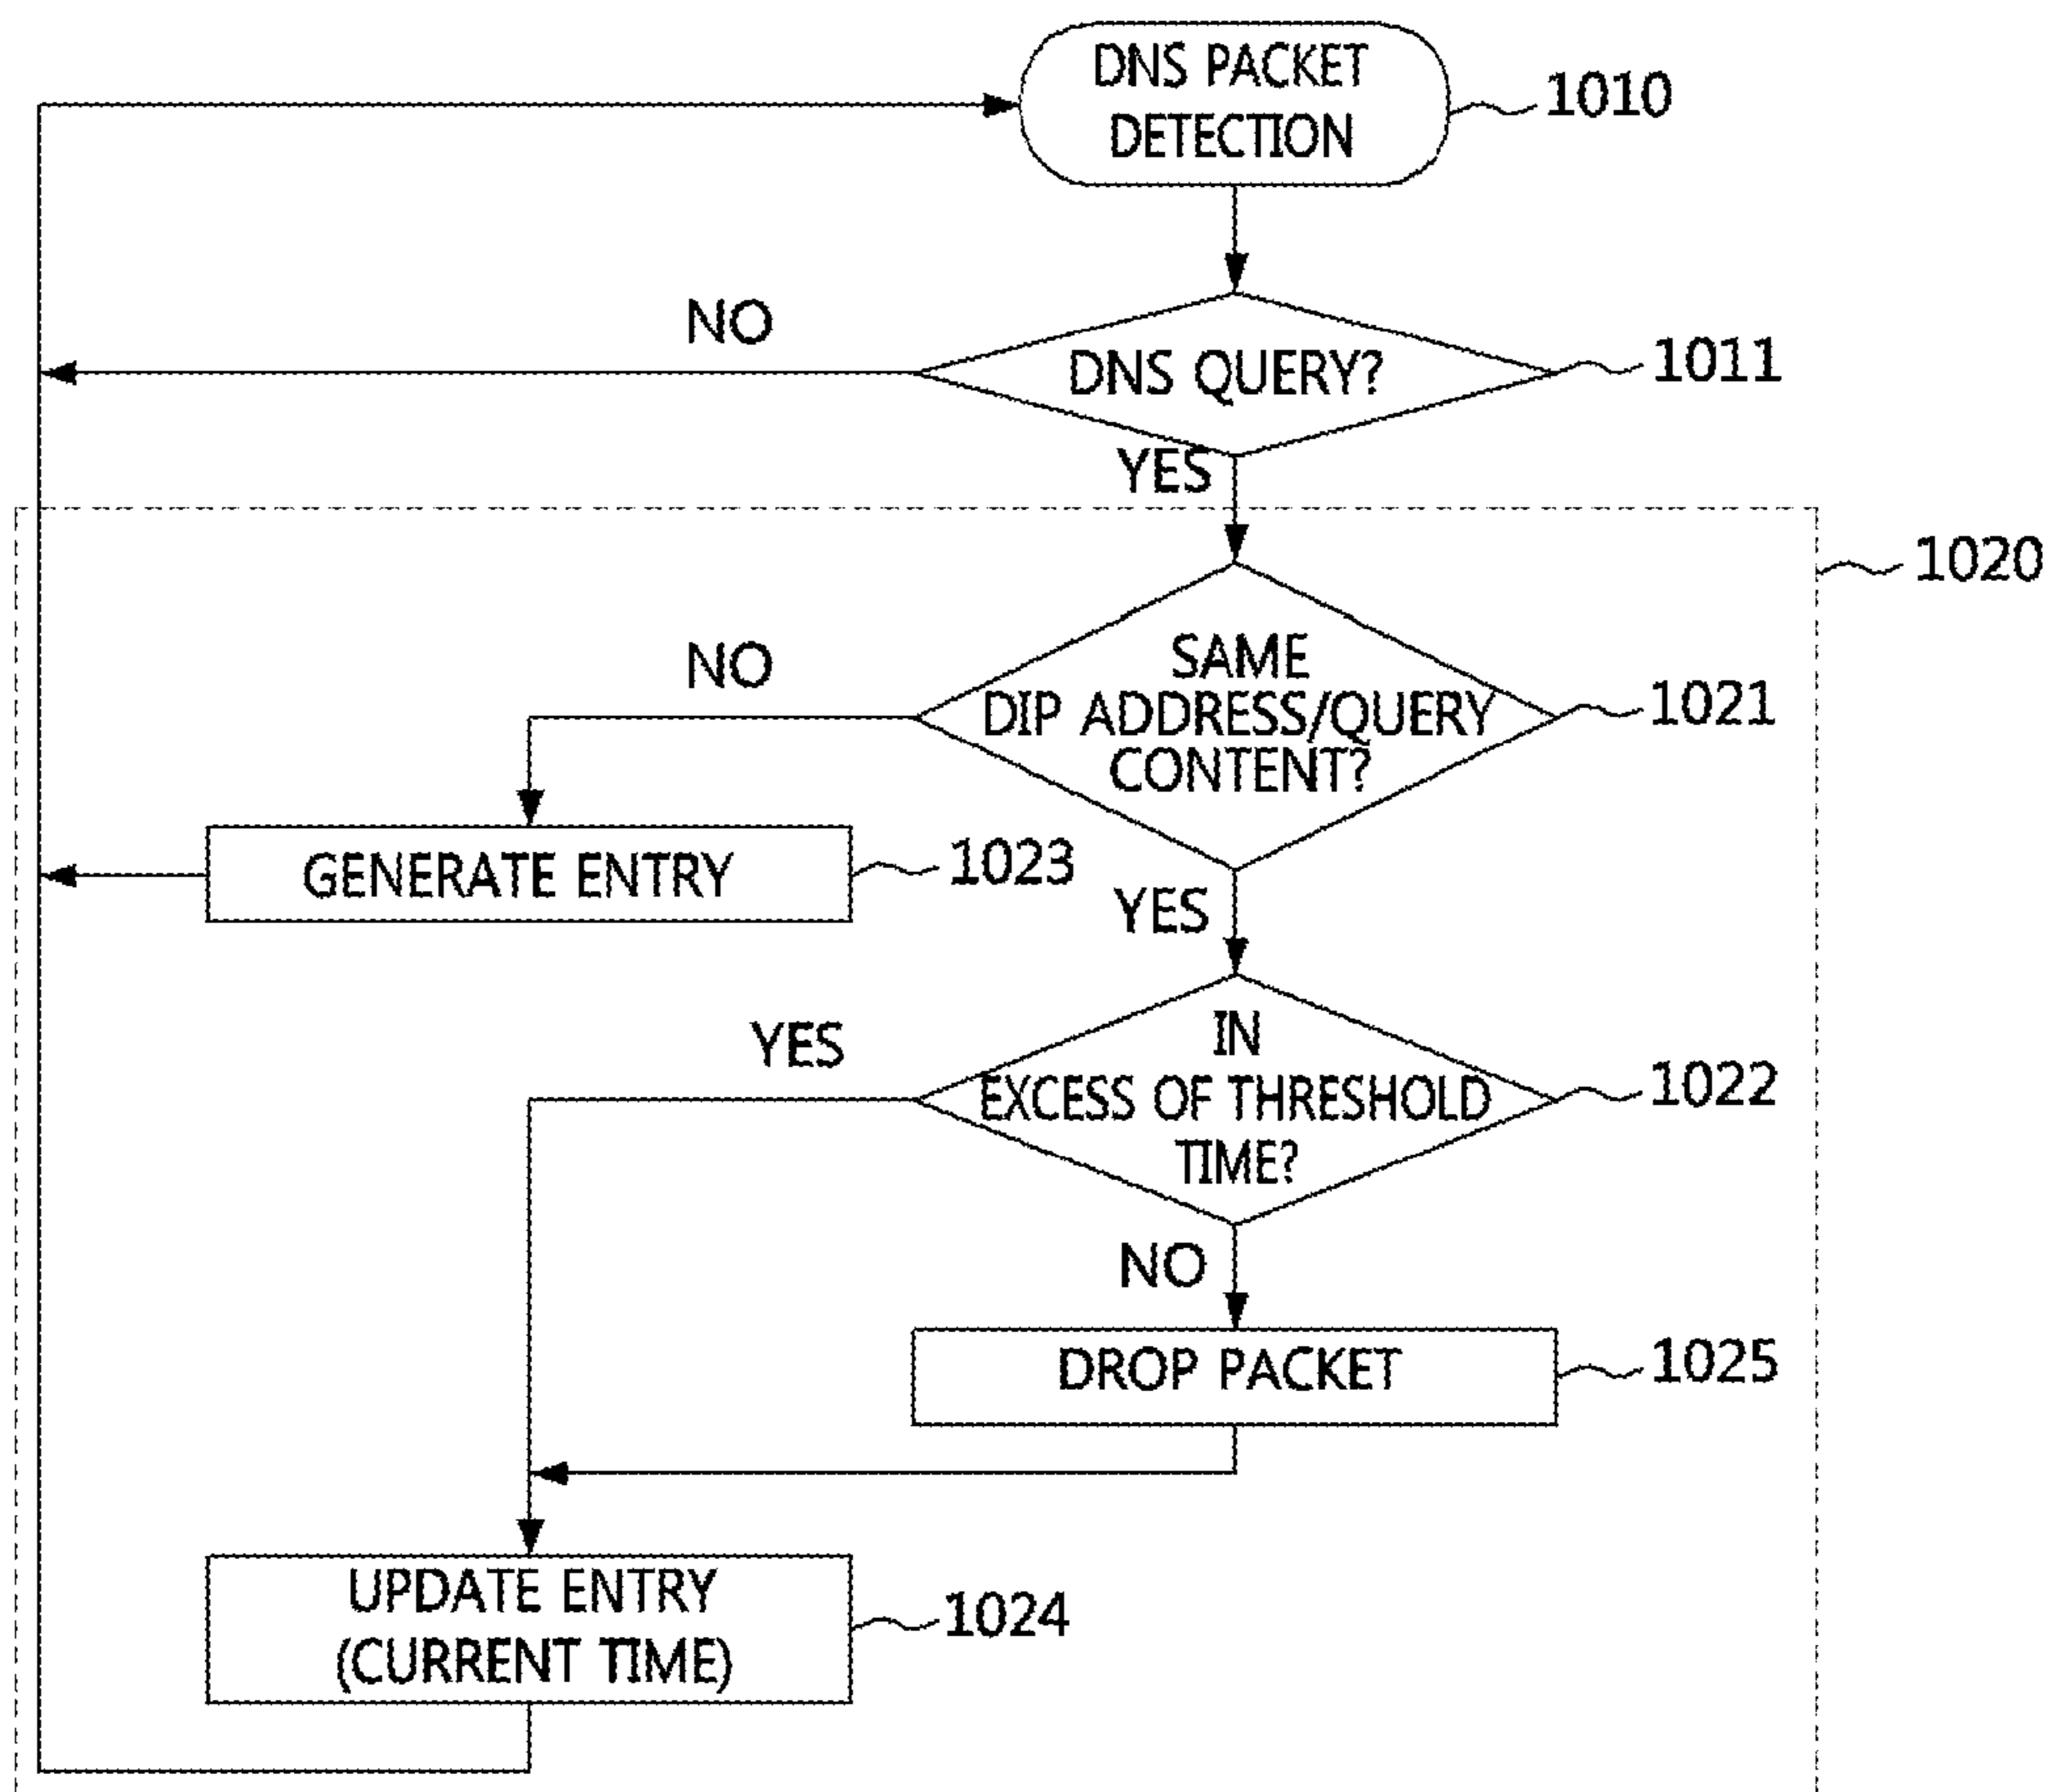 DNS PACKET
DETECTION
1010
NO
DNS QUERY?
1011
YES
1020
NO
SAME
DIP ADDRESS/QUERY
CONTENT?
1021
GENERATE ENTRY
1023
YES
YES
IN
EXCESS OF THRESHOLD
TIME?
1022
NO
DROP PACKET
1025
UPDATE ENTRY
(CURRENT TIME)
1024